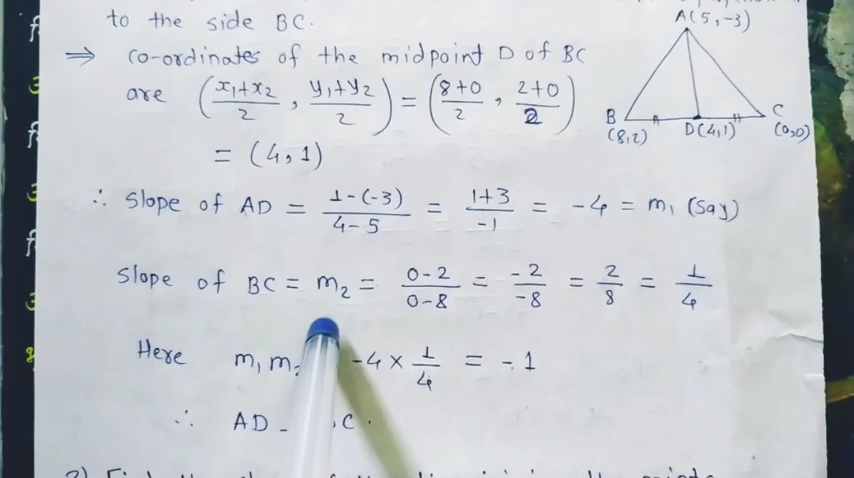 to the side BC.
A(5,-3)
⇒ co-ordinates of the midpoint D of BC
are ((x₁+x₂)/2 , (y₁+y₂)/2) = ((8+0)/2 , (2+0)/2)
B
(8,2)
D(4,1)
C
(0,0)
= (4,1)
∴ Slope of AD = (1-(-3))/(4-5) = (1+3)/(-1) = -4 = m₁ (say)
Slope of BC = m₂ = (0-2)/(0-8) = (-2)/(-8) = 2/8 = 1/4
Here m₁ m₂ -4 × 1/4 = -1
∴ AD C.